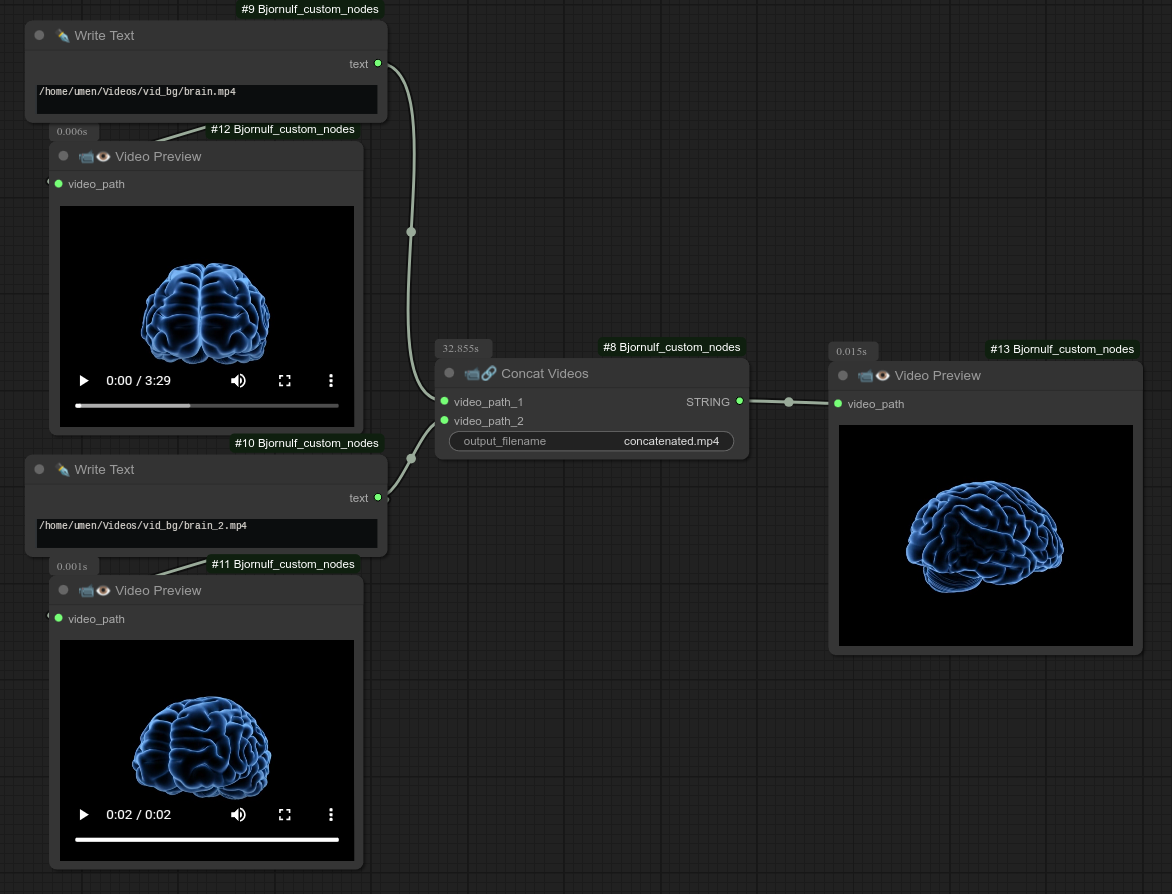 #9 Bjornulf_custom_nodes
Write Text
text
/home/umen/Videos/vid_bg/brain.mp4
0.006s
#12 Bjornulf_custom_nodes
Video Preview
video_path
0:00 / 3:29
#10 Bjornulf_custom_nodes
Write Text
text
/home/umen/Videos/vid_bg/brain_2.mp4
0.001s
#11 Bjornulf_custom_nodes
Video Preview
video_path
0:02 / 0:02
32.855s
#8 Bjornulf_custom_nodes
Concat Videos
video_path_1 STRING
video_path_2
output_filename concatenated.mp4
0.015s
#13 Bjornulf_custom_nodes
Video Preview
video_path